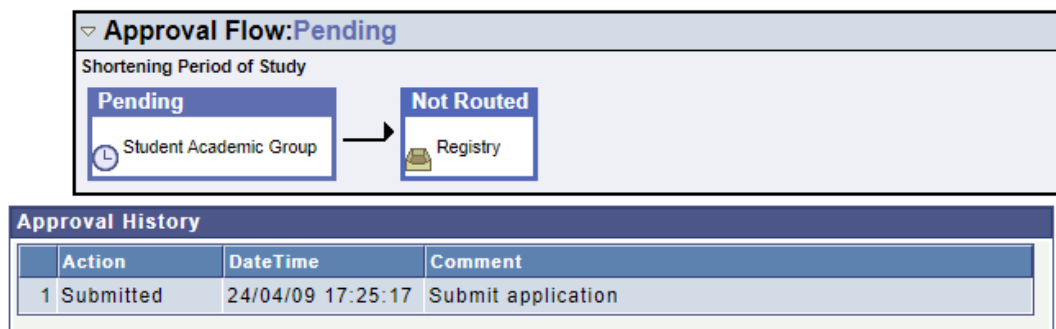 Approval Flow:Pending
Shortening Period of Study
Pending
Student Academic Group
Not Routed
Registry
Approval History
Action DateTime Comment
1 Submitted 24/04/09 17:25:17 Submit application